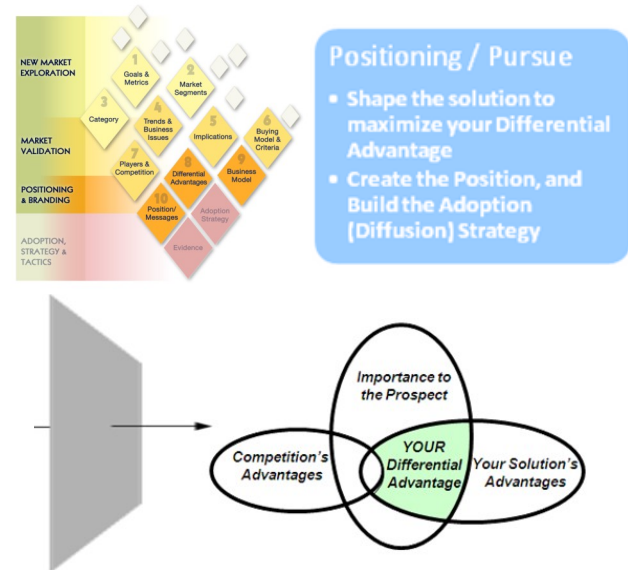 NEW MARKET
EXPLORATION
MARKET
VALIDATION
POSITIONING
& BRANDING
ADOPTION,
STRATEGY &
TACTICS
1
Goals &
Metrics
2
Market
Segments
3
Category
4
Trends &
Business
Issues
5
Implications
6
Buying
Model &
Criteria
7
Players &
Competition
8
Differential
Advantages
9
Business
Model
10
Position/
Messages
Adoption
Strategy
Evidence
Positioning / Pursue
• Shape the solution to
maximize your Differential
Advantage
• Create the Position, and
Build the Adoption
(Diffusion) Strategy
Importance to
the Prospect
Competition's
Advantages
YOUR
Differential
Advantage
Your Solution's
Advantages